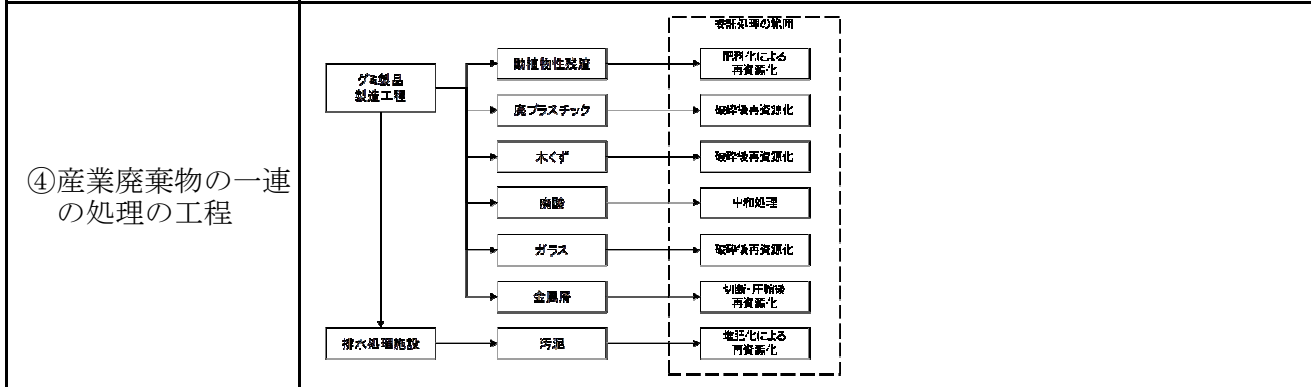 ④産業廃棄物の一連
の処理の工程
委託処理の範囲
グミ製品
製造工程
動植物性残渣
肥料化による
再資源化
廃プラスチック
破砕後再資源化
木くず
破砕後再資源化
廃酸
中和処理
ガラス
破砕後再資源化
金属屑
切断・圧縮後
再資源化
排水処理施設
汚泥
堆肥化による
再資源化